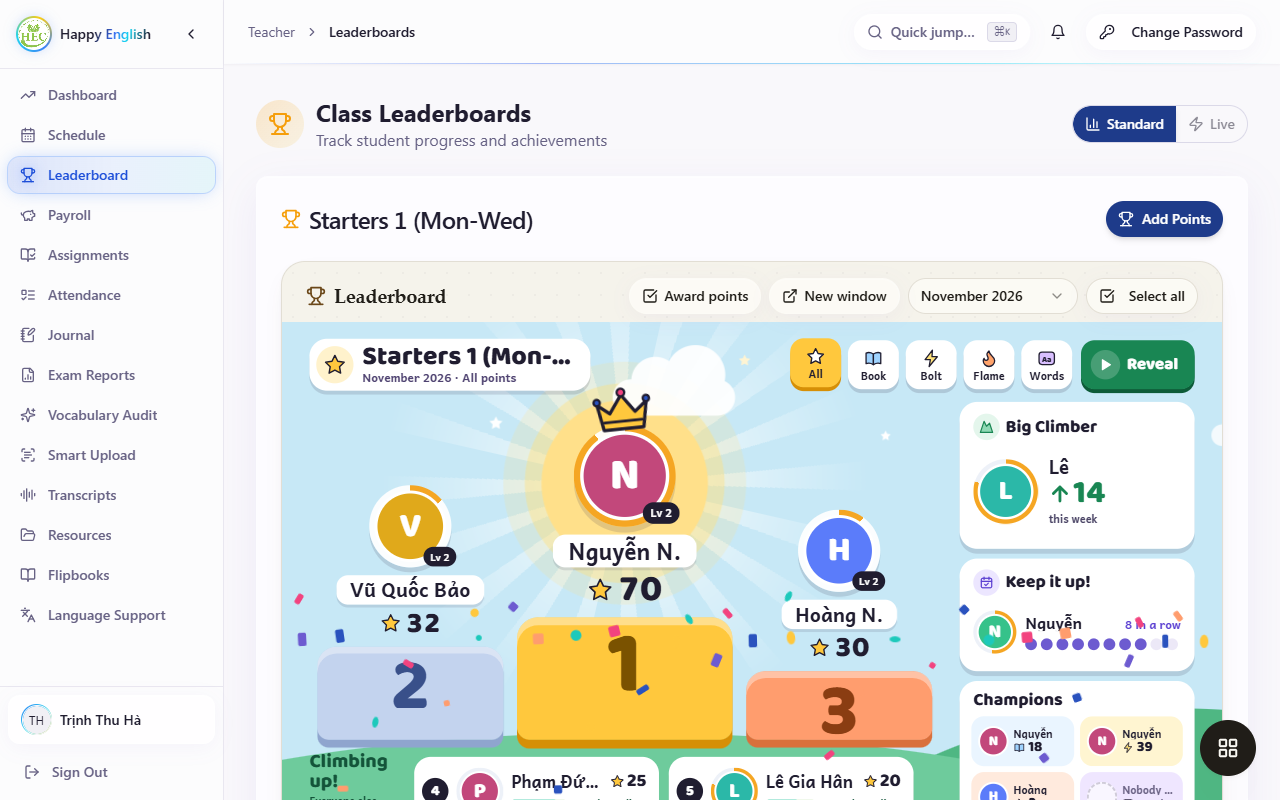 HEC
Happy English
Teacher
Leaderboards
Quick jump...
⌘K
Change Password
Dashboard
Schedule
Leaderboard
Payroll
Assignments
Attendance
Journal
Exam Reports
Vocabulary Audit
Smart Upload
Transcripts
Resources
Flipbooks
Language Support
TH
Trịnh Thu Hà
Sign Out
Class Leaderboards
Track student progress and achievements
Standard
Live
Starters 1 (Mon-Wed)
Add Points
Leaderboard
Award points
New window
November 2026
Select all
Starters 1 (Mon-...
November 2026 · All points
All
Book
Bolt
Flame
Aa
Words
Reveal
N
Lv 2
Nguyễn N.
70
V
Lv 2
Vũ Quốc Bảo
32
H
Lv 2
Hoàng N.
30
2
1
3
Big Climber
L
Lê
14
this week
Keep it up!
N
Nguyễn
8 in a row
Champions
N
Nguyễn
18
N
Nguyễn
39
H
Hoàng
Nobody ...
Climbing
up!
4
P
Phạm Đứ...
25
5
L
Lê Gia Hân
20